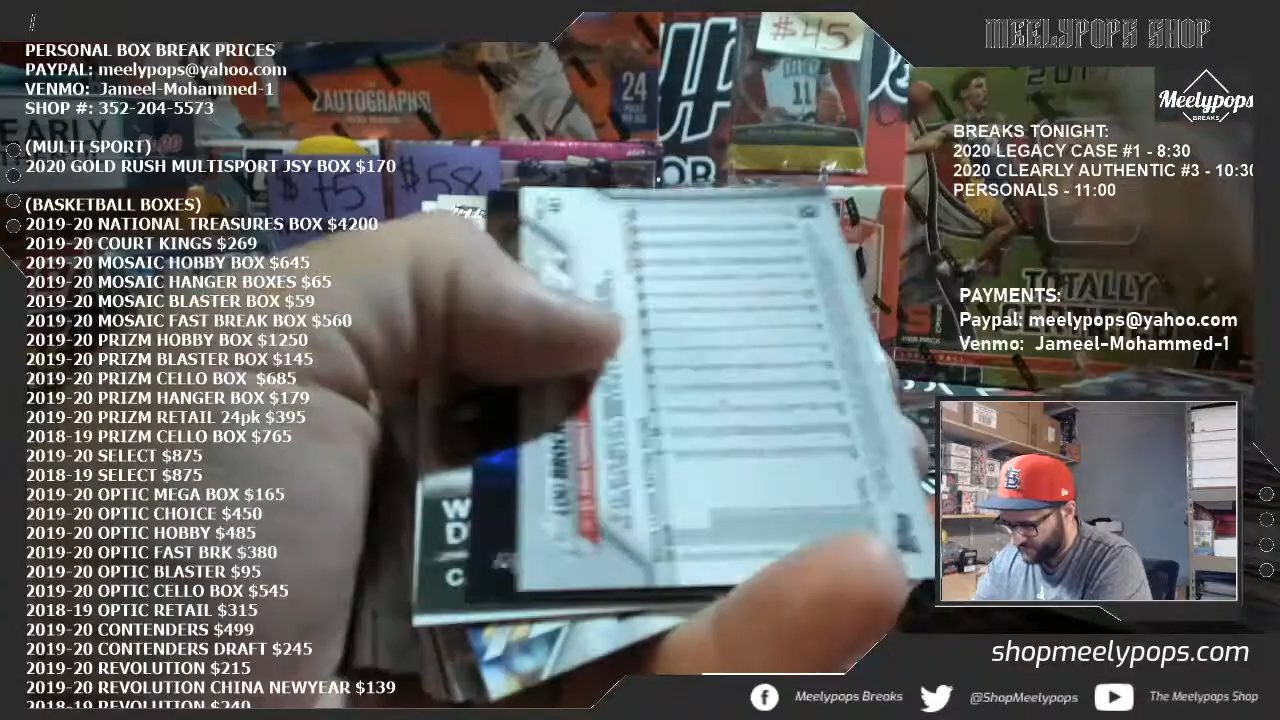 PERSONAL BOX BREAK PRICES
PAYPAL: meelypops@yahoo.com
VENMO: Jameel-Mohammed-1
SHOP #: 352-204-5573
(MULTI SPORT)
2020 GOLD RUSH MULTISPORT JSY BOX $170
(BASKETBALL BOXES)
2019-20 NATIONAL TREASURES BOX $4200
2019-20 COURT KINGS $269
2019-20 MOSAIC HOBBY BOX $645
2019-20 MOSAIC HANGER BOXES $65
2019-20 MOSAIC BLASTER BOX $59
2019-20 MOSAIC FAST BREAK BOX $560
2019-20 PRIZM HOBBY BOX $1250
2019-20 PRIZM BLASTER BOX $145
2019-20 PRIZM CELLO BOX $685
2019-20 PRIZM HANGER BOX $179
2019-20 PRIZM RETAIL 24pk $395
2018-19 PRIZM CELLO BOX $765
2019-20 SELECT $875
2018-19 SELECT $875
2019-20 OPTIC MEGA BOX $165
2019-20 OPTIC CHOICE $450
2019-20 OPTIC HOBBY $485
2019-20 OPTIC FAST BRK $380
2019-20 OPTIC BLASTER $95
2019-20 OPTIC CELLO BOX $545
2018-19 OPTIC RETAIL $315
2019-20 CONTENDERS $499
2019-20 CONTENDERS DRAFT $245
2019-20 REVOLUTION $215
2019-20 REVOLUTION CHINA NEWYEAR $139
2018-19 REVOLUTION $240
AUTOGRAPHS!
24
$75
$58
$45
11
MEELYPOPS SHOP
Meelypops
BREAKS
BREAKS TONIGHT:
2020 LEGACY CASE #1 - 8:30
2020 CLEARLY AUTHENTIC #3 - 10:30
PERSONALS - 11:00
TOTALLY
PAYMENTS:
Paypal: meelypops@yahoo.com
Venmo: Jameel-Mohammed-1
shopmeelypops.com
Meelypops Breaks
@ShopMeelypops
The Meelypops Shop